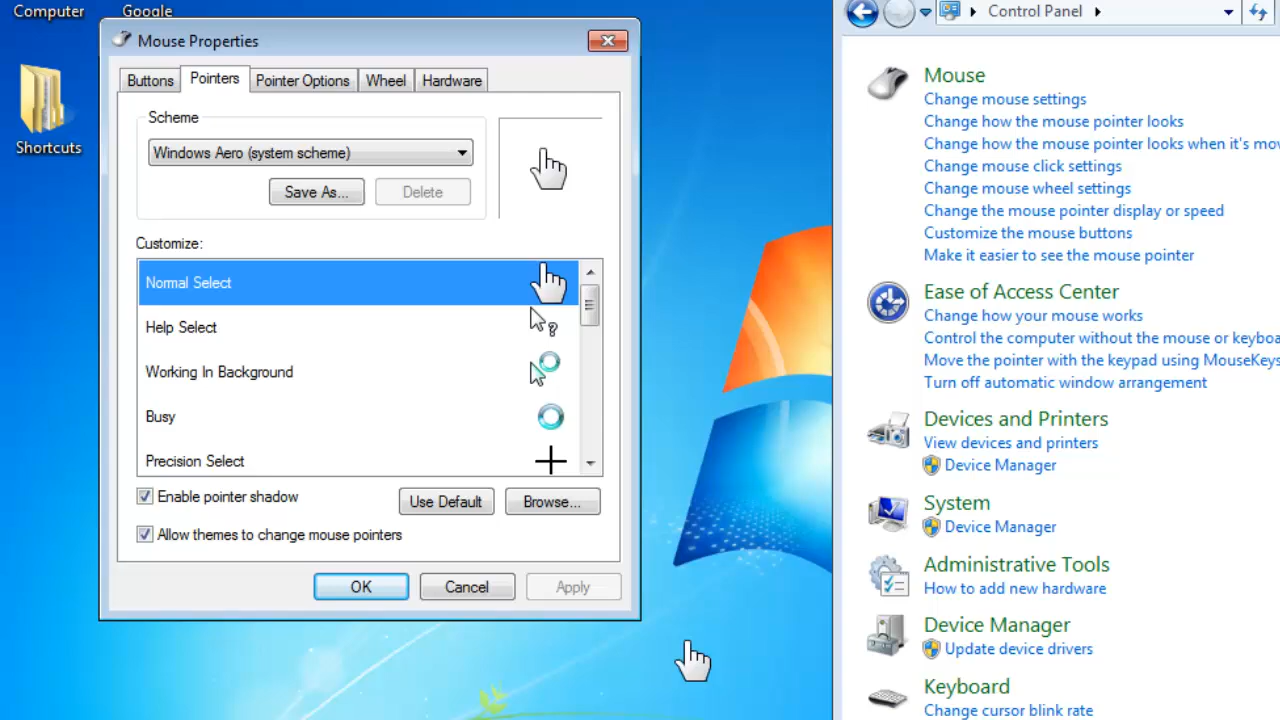 Computer
Google
Shortcuts
Mouse Properties
Buttons
Pointers
Pointer Options
Wheel
Hardware
Scheme
Windows Aero (system scheme)
Save As...
Delete
Customize:
Normal Select
Help Select
Working In Background
Busy
Precision Select
Enable pointer shadow
Use Default
Browse...
Allow themes to change mouse pointers
OK
Cancel
Apply
Control Panel
Mouse
Change mouse settings
Change how the mouse pointer looks
Change how the mouse pointer looks when it's
Change mouse click settings
Change mouse wheel settings
Change the mouse pointer display or speed
Customize the mouse buttons
Make it easier to see the mouse pointer
Ease of Access Center
Change how your mouse works
Control the computer without the mouse or
Move the pointer with the keypad using MouseKeys
Turn off automatic window arrangement
Devices and Printers
View devices and printers
Device Manager
System
Device Manager
Administrative Tools
How to add new hardware
Device Manager
Update device drivers
Keyboard
Change cursor blink rate